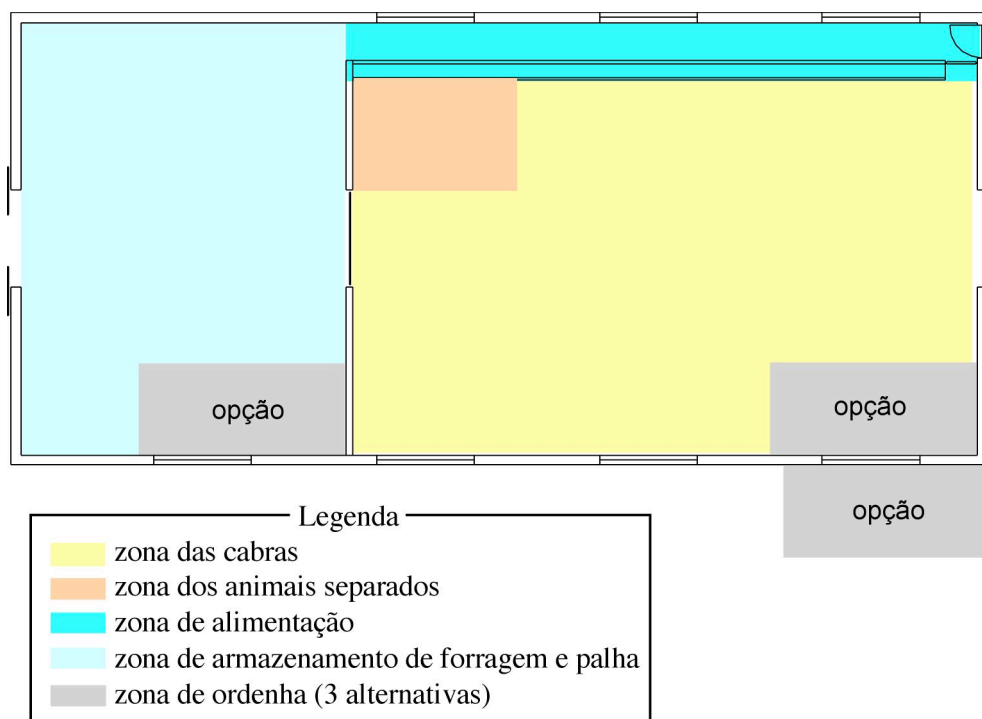 opção
opção
opção
Legenda
zona das cabras
zona dos animais separados
zona de alimentação
zona de armazenamento de forragem e palha
zona de ordenha (3 alternativas)